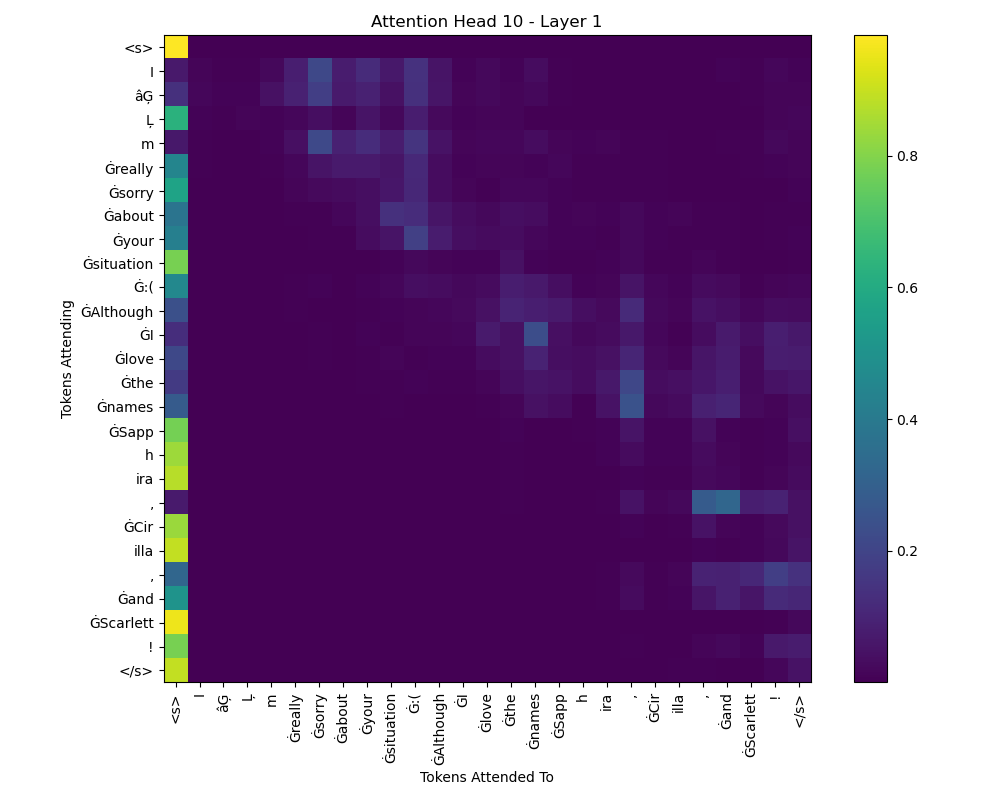 Attention Head 10 - Layer 1
Tokens Attending
<s>
I
âĢ
Ļ
m
Ġreally
Ġsorry
Ġabout
Ġyour
Ġsituation
Ġ:(
ĠAlthough
ĠI
Ġlove
Ġthe
Ġnames
ĠSapp
h
ira
,
ĠCir
illa
,
Ġand
ĠScarlett
!
</s>
<s>
I
âĢ
Ļ
m
Ġreally
Ġsorry
Ġabout
Ġyour
Ġsituation
Ġ:(
ĠAlthough
ĠI
Ġlove
Ġthe
Ġnames
ĠSapp
h
ira
,
ĠCir
illa
,
Ġand
ĠScarlett
!
</s>
Tokens Attended To
0.8
0.6
0.4
0.2